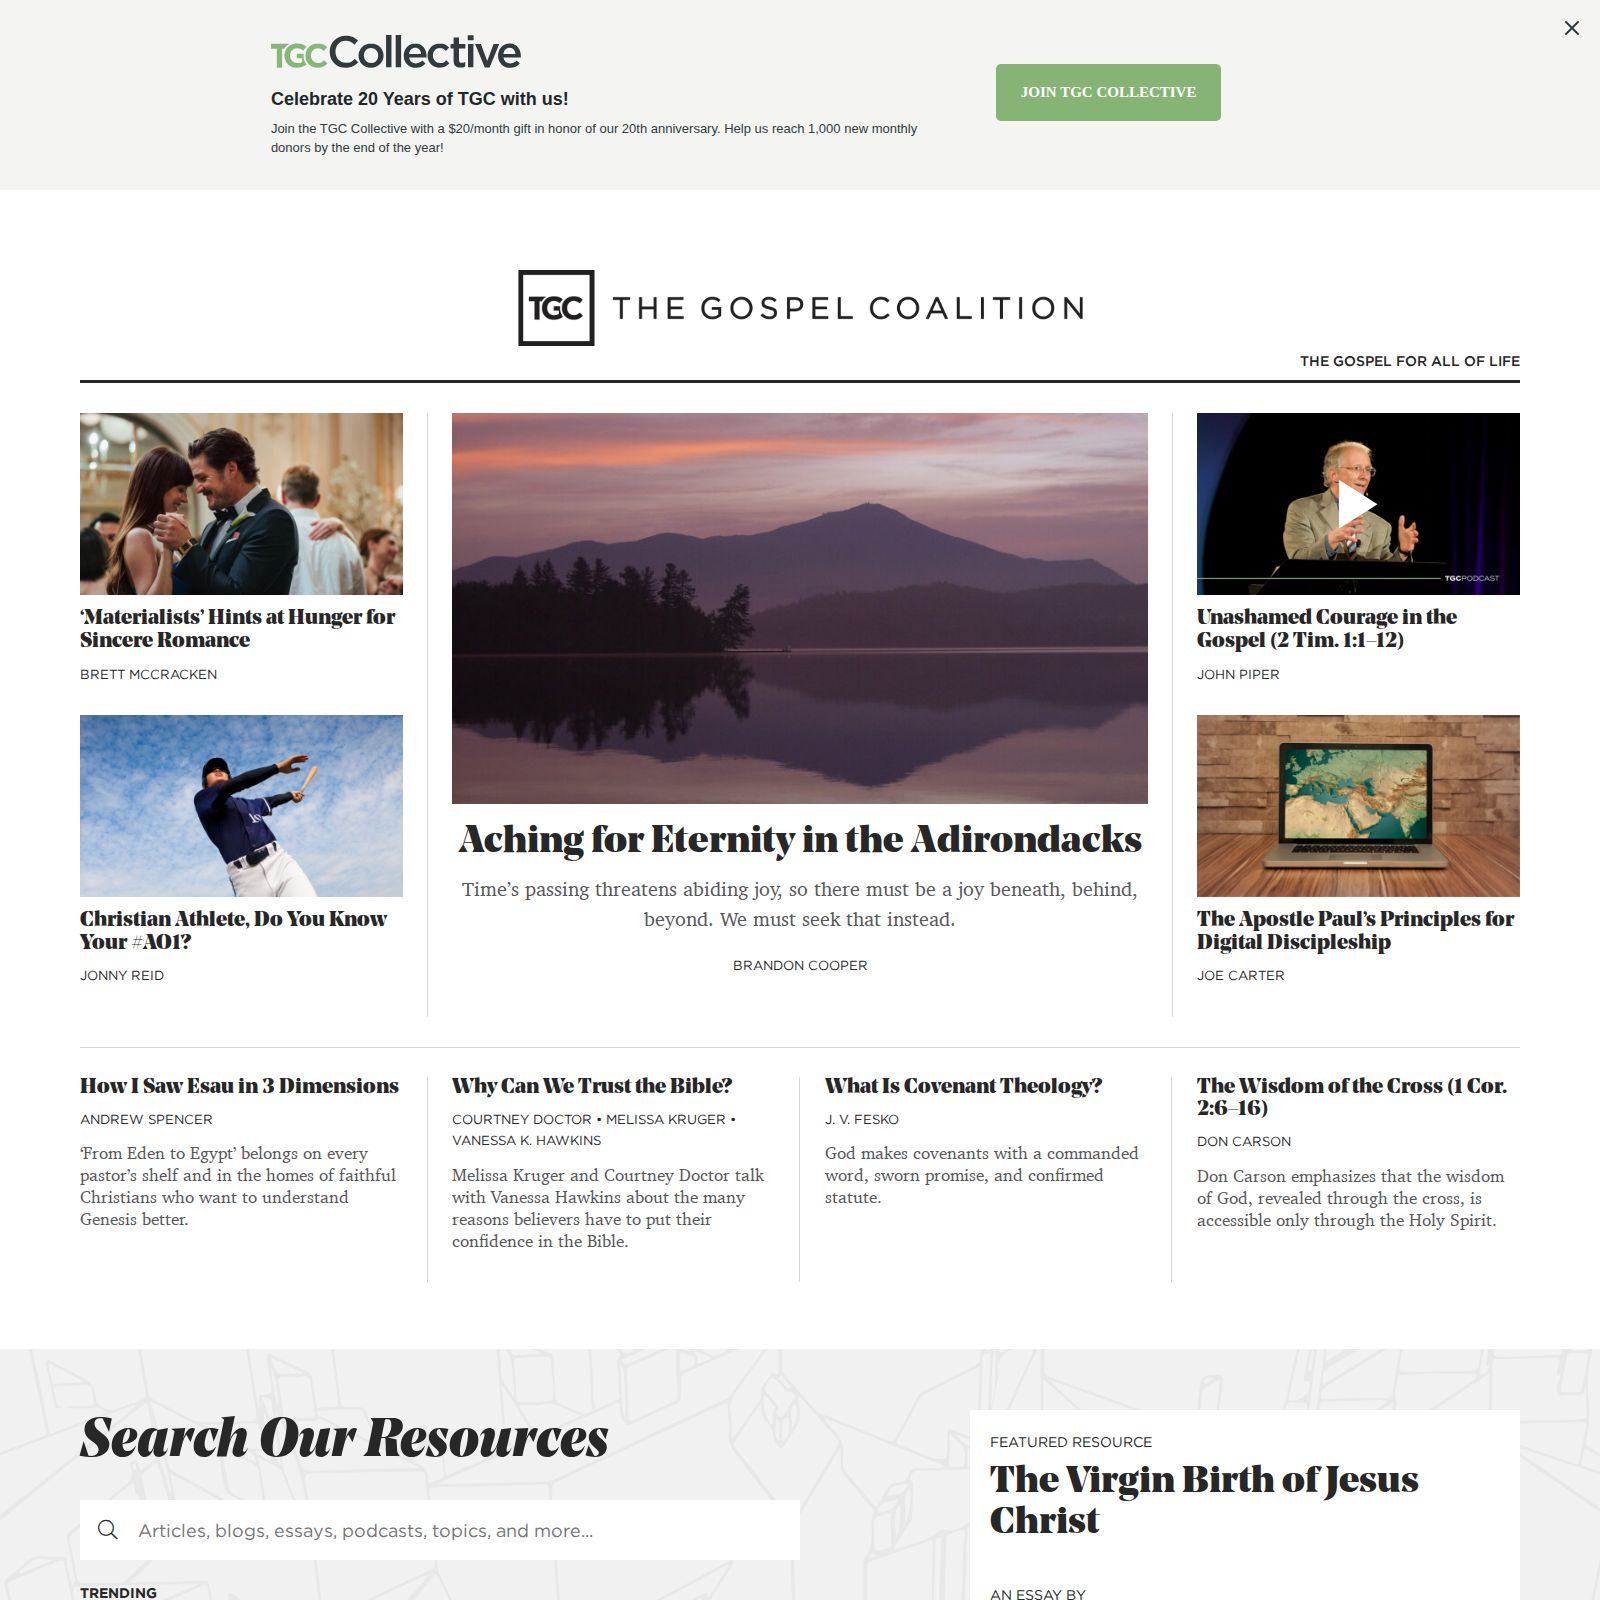 TGC Collective
Celebrate 20 Years of TGC with us!
Join the TGC Collective with a $20/month gift in honor of our 20th anniversary. Help us reach 1,000 new monthly
donors by the end of the year!
JOIN TGC COLLECTIVE
TGC THE GOSPEL COALITION
THE GOSPEL FOR ALL OF LIFE
‘Materialists’ Hints at Hunger for
Sincere Romance
BRETT MCCRACKEN
Christian Athlete, Do You Know
Your #AO1?
JONNY REID
Aching for Eternity in the Adirondacks
Time’s passing threatens abiding joy, so there must be a joy beneath, behind,
beyond. We must seek that instead.
BRANDON COOPER
TGCPODCAST
Unashamed Courage in the
Gospel (2 Tim. 1:1–12)
JOHN PIPER
The Apostle Paul’s Principles for
Digital Discipleship
JOE CARTER
How I Saw Esau in 3 Dimensions
ANDREW SPENCER
‘From Eden to Egypt’ belongs on every
pastor’s shelf and in the homes of faithful
Christians who want to understand
Genesis better.
Why Can We Trust the Bible?
COURTNEY DOCTOR • MELISSA KRUGER •
VANESSA K. HAWKINS
Melissa Kruger and Courtney Doctor talk
with Vanessa Hawkins about the many
reasons believers have to put their
confidence in the Bible.
What Is Covenant Theology?
J. V. FESKO
God makes covenants with a commanded
word, sworn promise, and confirmed
statute.
The Wisdom of the Cross (1 Cor.
2:6–16)
DON CARSON
Don Carson emphasizes that the wisdom
of God, revealed through the cross, is
accessible only through the Holy Spirit.
Search Our Resources
Articles, blogs, essays, podcasts, topics, and more...
TRENDING
FEATURED RESOURCE
The Virgin Birth of Jesus
Christ
AN ESSAY BY